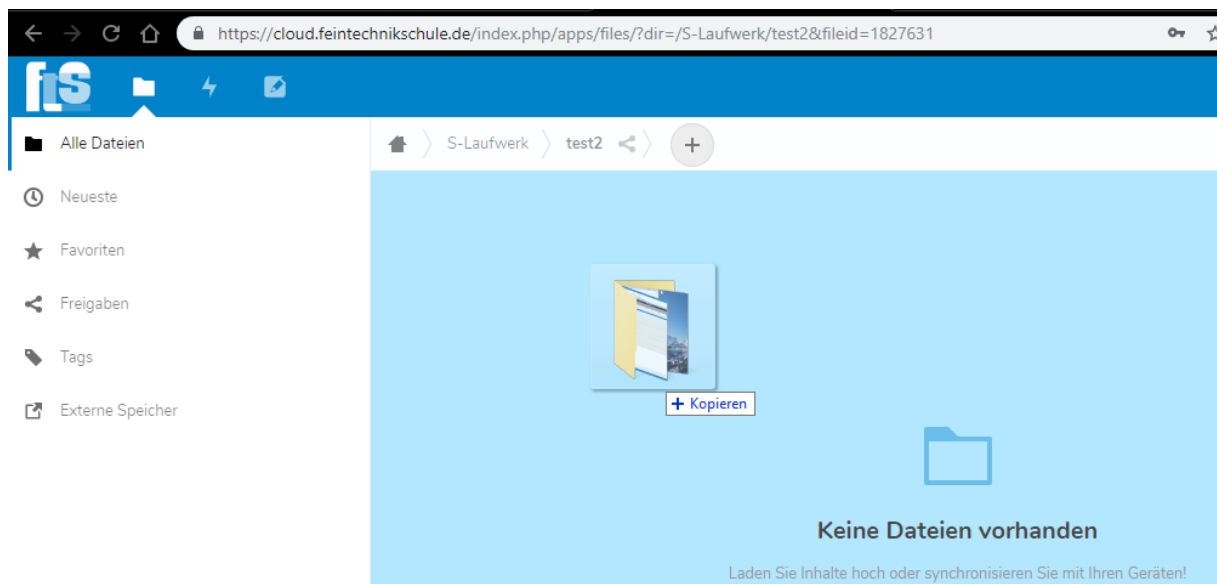 https://cloud.feintechnikschule.de/index.php/apps/files/?dir=/S-Laufwerk/test2&fileid=1827631
fLS
Alle Dateien
S-Laufwerk
test2
+
Neueste
Favoriten
Freigaben
Tags
Externe Speicher
+ Kopieren
Keine Dateien vorhanden
Laden Sie Inhalte hoch oder synchronisieren Sie mit Ihren Geräten!